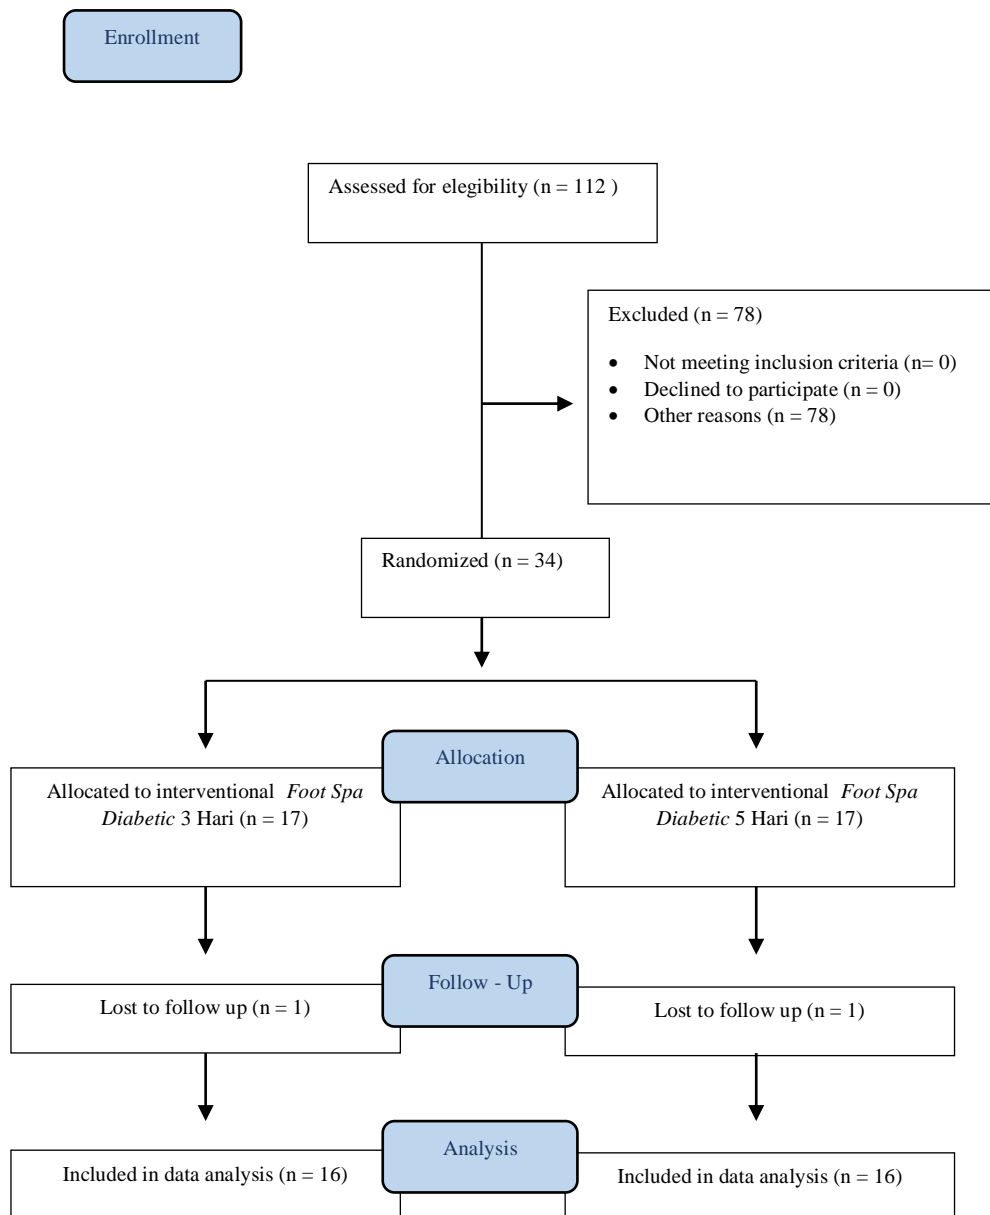 Enrollment
Assessed for elegibility (n = 112 )
Excluded (n = 78)
• Not meeting inclusion criteria (n= 0)
• Declined to participate (n = 0)
• Other reasons (n = 78)
Randomized (n = 34)
Allocation
Allocated to interventional Foot Spa
Diabetic 3 Hari (n = 17)
Allocated to interventional Foot Spa
Diabetic 5 Hari (n = 17)
Follow - Up
Lost to follow up (n = 1)
Lost to follow up (n = 1)
Analysis
Included in data analysis (n = 16)
Included in data analysis (n = 16)